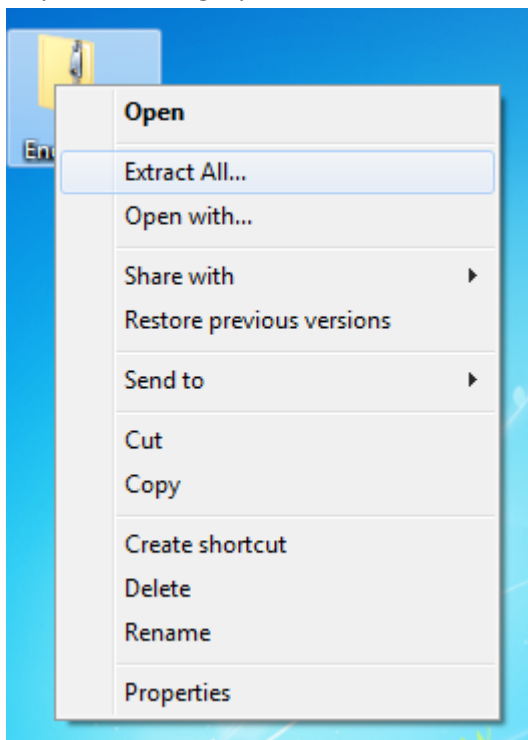 Open
Extract All...
Open with...
Share with
Restore previous versions
Send to
Cut
Copy
Create shortcut
Delete
Rename
Properties